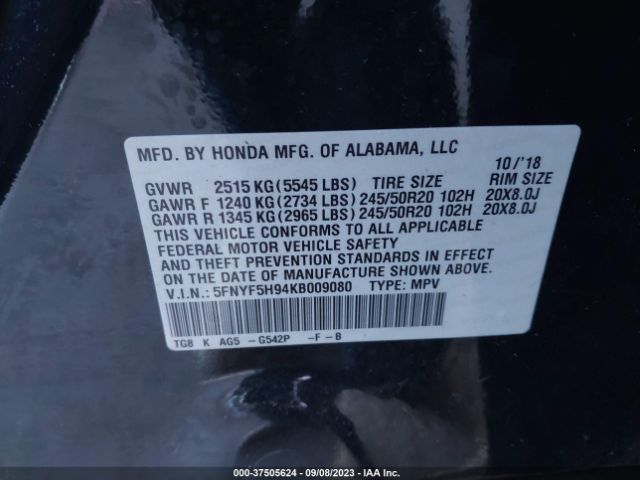 MFD. BY HONDA MFG. OF ALABAMA, LLC 10/'18
GVWR 2515 KG (5545 LBS) TIRE SIZE RIM SIZE
GAWR F 1240 KG (2734 LBS) 245/50R20 102H 20X8.0J
GAWR R 1345 KG (2965 LBS) 245/50R20 102H 20X8.0J
THIS VEHICLE CONFORMS TO ALL APPLICABLE
FEDERAL MOTOR VEHICLE SAFETY
AND THEFT PREVENTION STANDARDS IN EFFECT
ON THE DATE OF MANUFACTURE SHOWN ABOVE.
V.I.N.: 5FNYF5H94KB009080 TYPE: MPV
TG8 K AG5 -G542P -F-B
© - 37505624 - 09/08/2023 - IAA Inc.